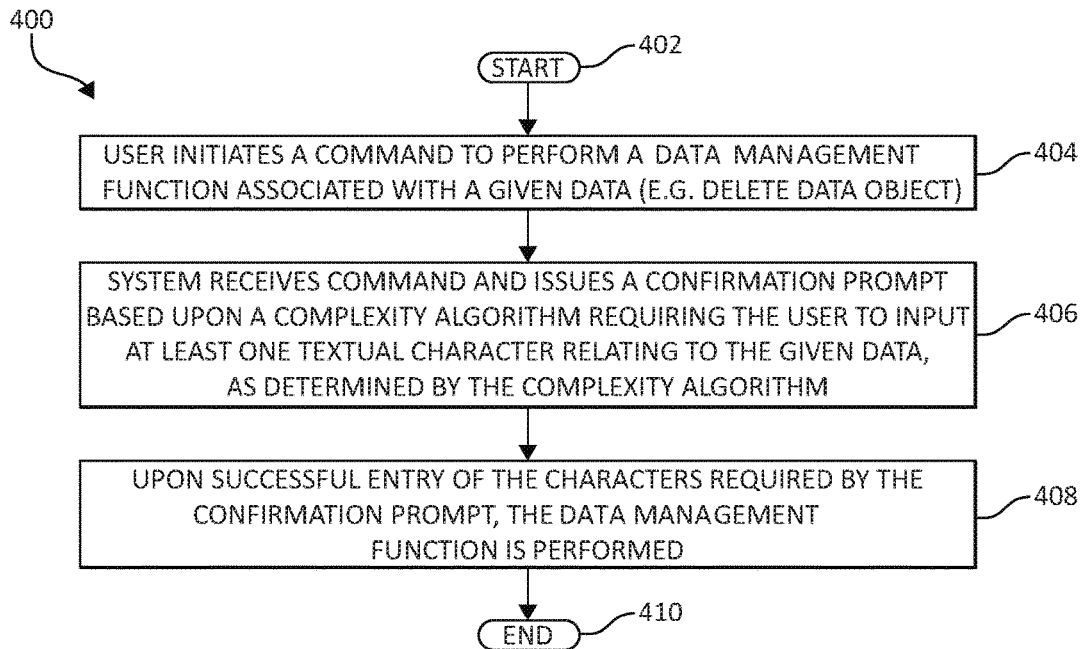 400
START
402
USER INITIATES A COMMAND TO PERFORM A DATA MANAGEMENT
FUNCTION ASSOCIATED WITH A GIVEN DATA (E.G. DELETE DATA OBJECT)
404
SYSTEM RECEIVES COMMAND AND ISSUES A CONFIRMATION PROMPT
BASED UPON A COMPLEXITY ALGORITHM REQUIRING THE USER TO INPUT
AT LEAST ONE TEXTUAL CHARACTER RELATING TO THE GIVEN DATA,
AS DETERMINED BY THE COMPLEXITY ALGORITHM
406
UPON SUCCESSFUL ENTRY OF THE CHARACTERS REQUIRED BY THE
CONFIRMATION PROMPT, THE DATA MANAGEMENT
FUNCTION IS PERFORMED
408
END
410